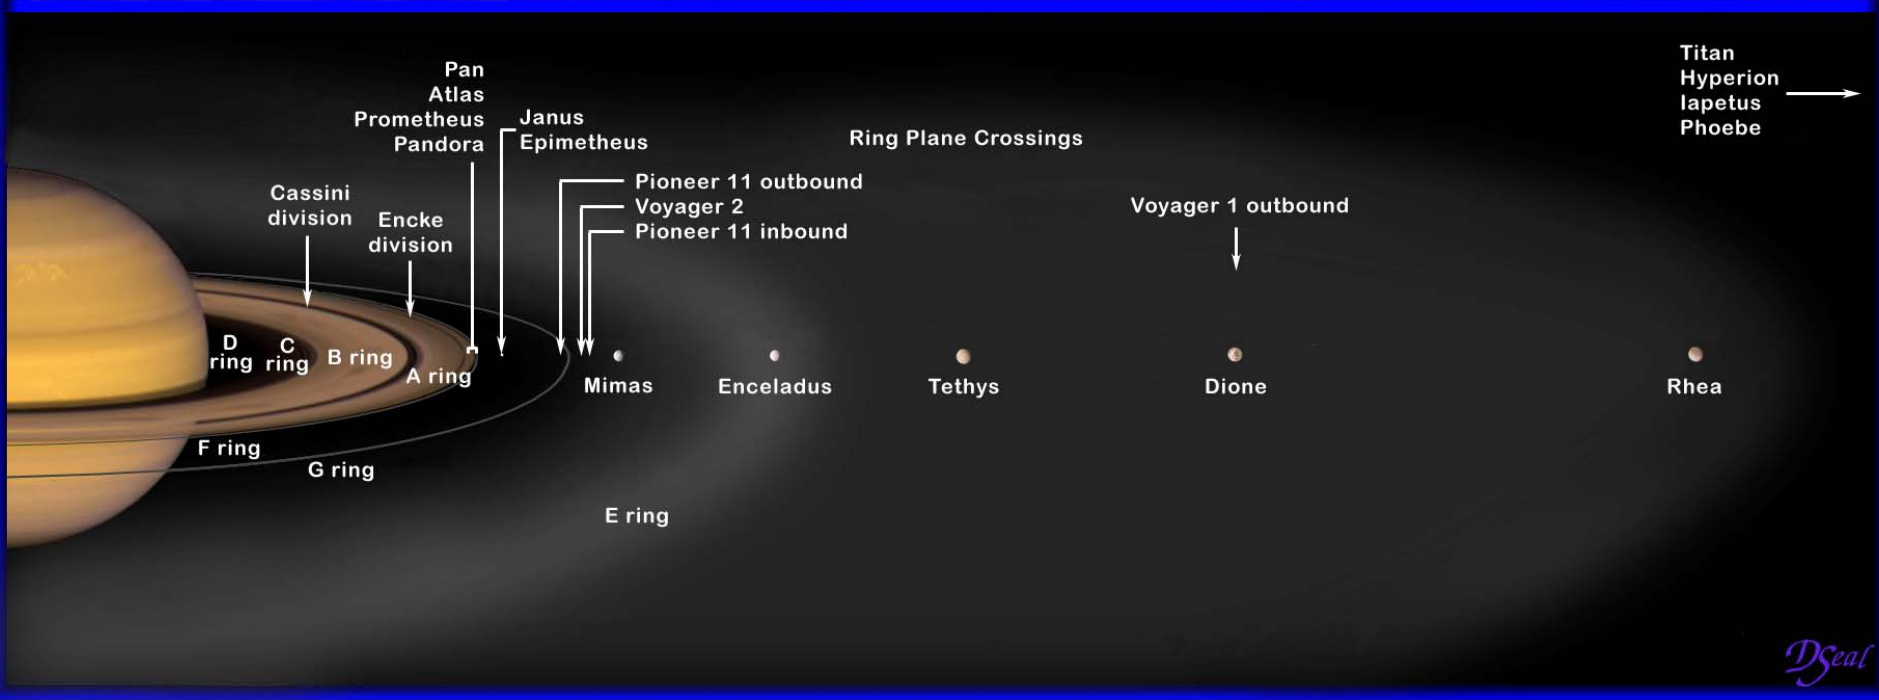 Titan
Hyperion
Iapetus
Phoebe
Pan
Atlas
Prometheus
Pandora
Janus
Epimetheus
Ring Plane Crossings
Pioneer 11 outbound
Voyager 2
Pioneer 11 inbound
Voyager 1 outbound
Cassini
division
Encke
division
D
ring
C
ring
B ring
A ring
Mimas
Enceladus
Tethys
Dione
Rhea
F ring
G ring
E ring
DSeal